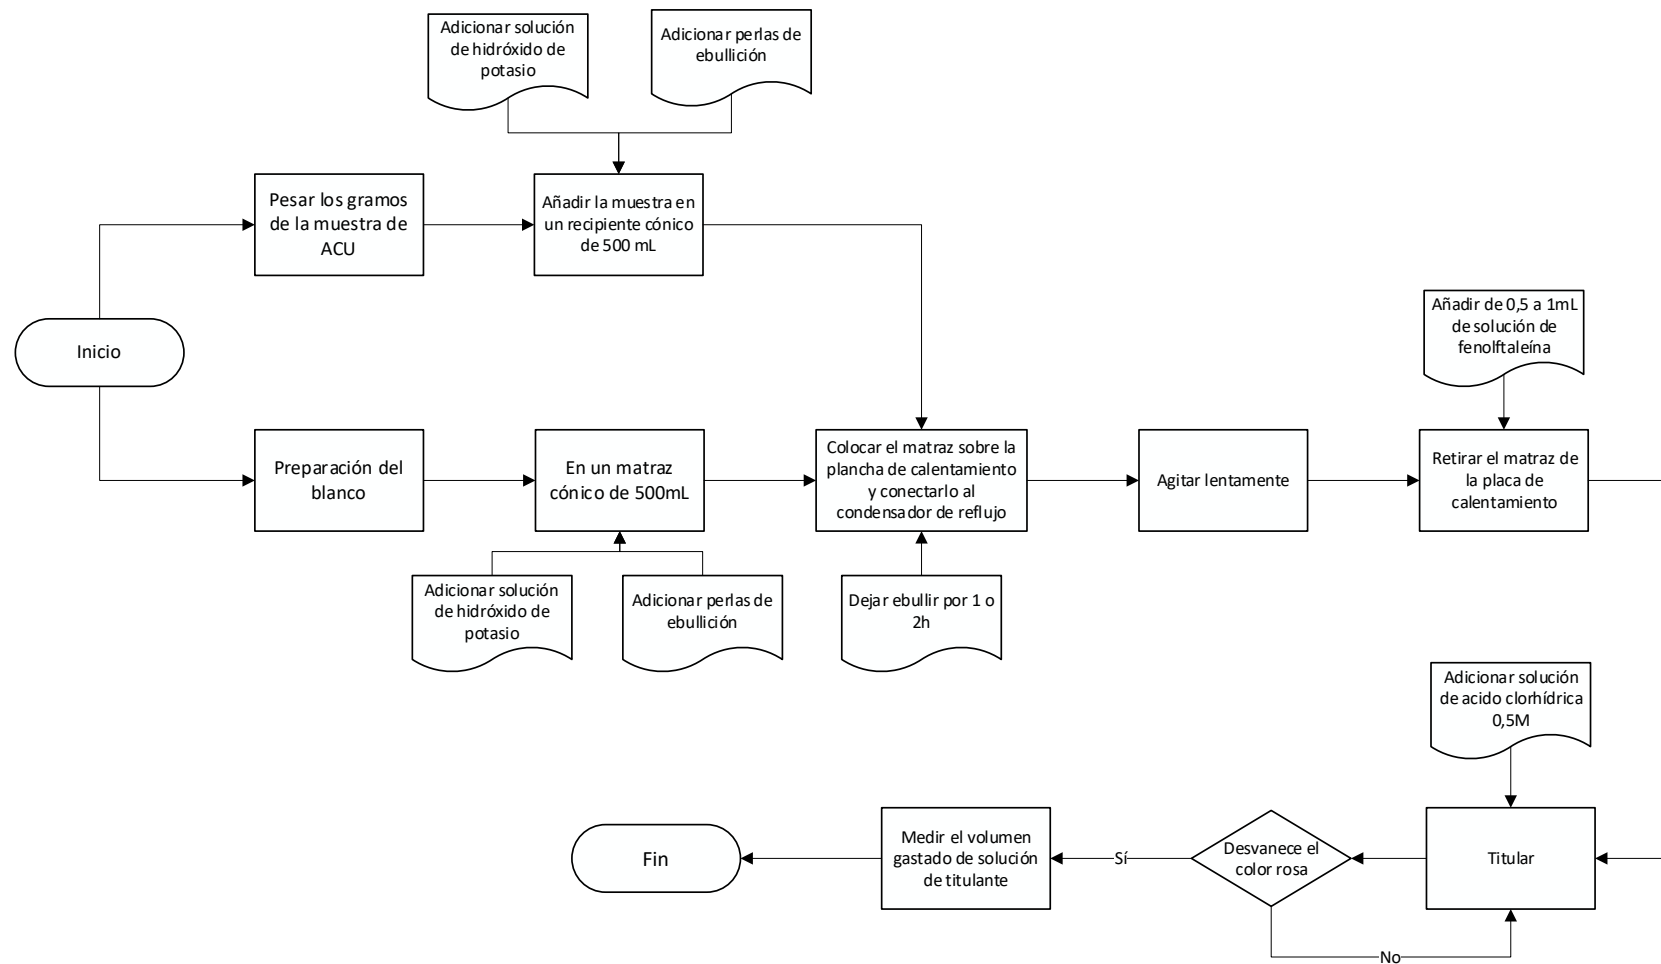 Adicionar solución
de hidróxido de
potasio
Adicionar perlas de
ebullición
Pesar los gramos
de la muestra de
ACU
Añadir la muestra en
un recipiente cónico
de 500 mL
Inicio
Añadir de 0,5 a 1mL
de solución de
fenolftaleína
Preparación del
blanco
En un matraz
cónico de 500mL
Colocar el matraz sobre la
plancha de calentamiento
y conectarlo al
condensador de reflujo
Agitar lentamente
Retirar el matraz de
la placa de
calentamiento
Adicionar solución
de hidróxido de
potasio
Adicionar perlas de
ebullición
Dejar ebullir por 1 o
2h
Adicionar solución
de acido clorhídrica
0,5M
Fin
Medir el volumen
gastado de solución
de titulante
Sí
Desvanece el
color rosa
Titular
No